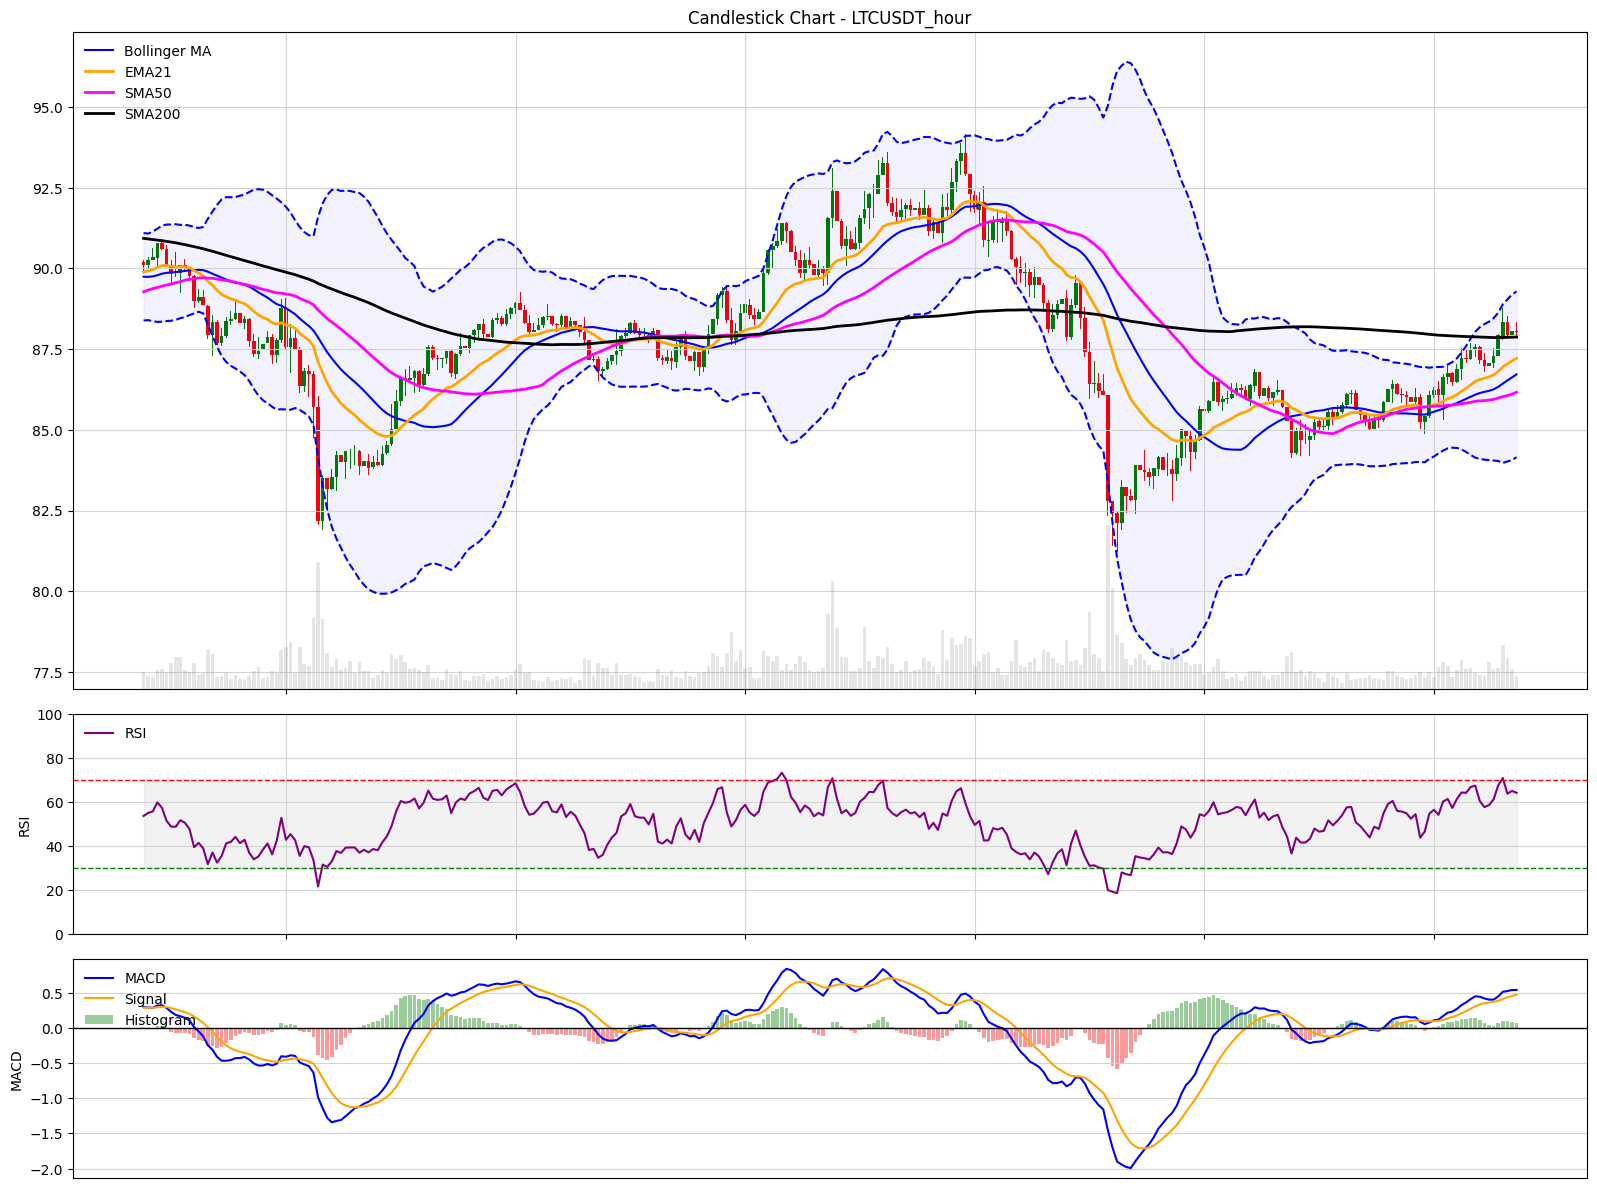 Candlestick Chart - LTCUSDT_hour
Bollinger MA
EMA21
SMA50
SMA200
95.0
92.5
90.0
87.5
85.0
82.5
80.0
77.5
RSI
100
80
60
40
20
0
RSI
MACD
Signal
Histogram
0.5
0.0
−0.5
−1.0
−1.5
−2.0
MACD